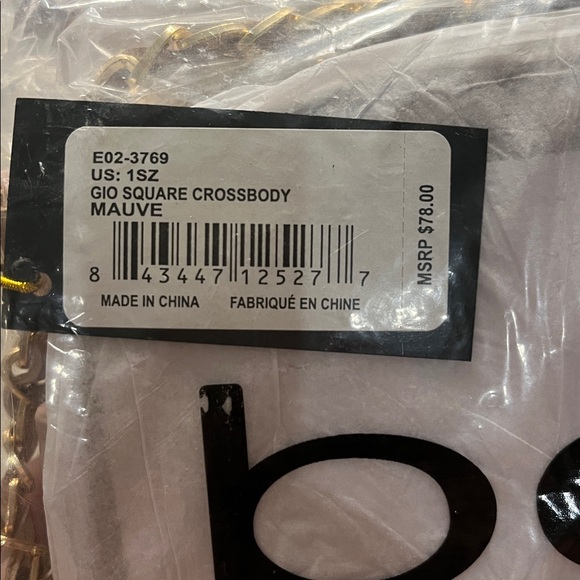 E02-3769
US: 1SZ
GIO SQUARE CROSSBODY
MAUVE
8 43447 12527 7
MADE IN CHINA FABRIQUÉ EN CHINE
MSRP $78.00
b